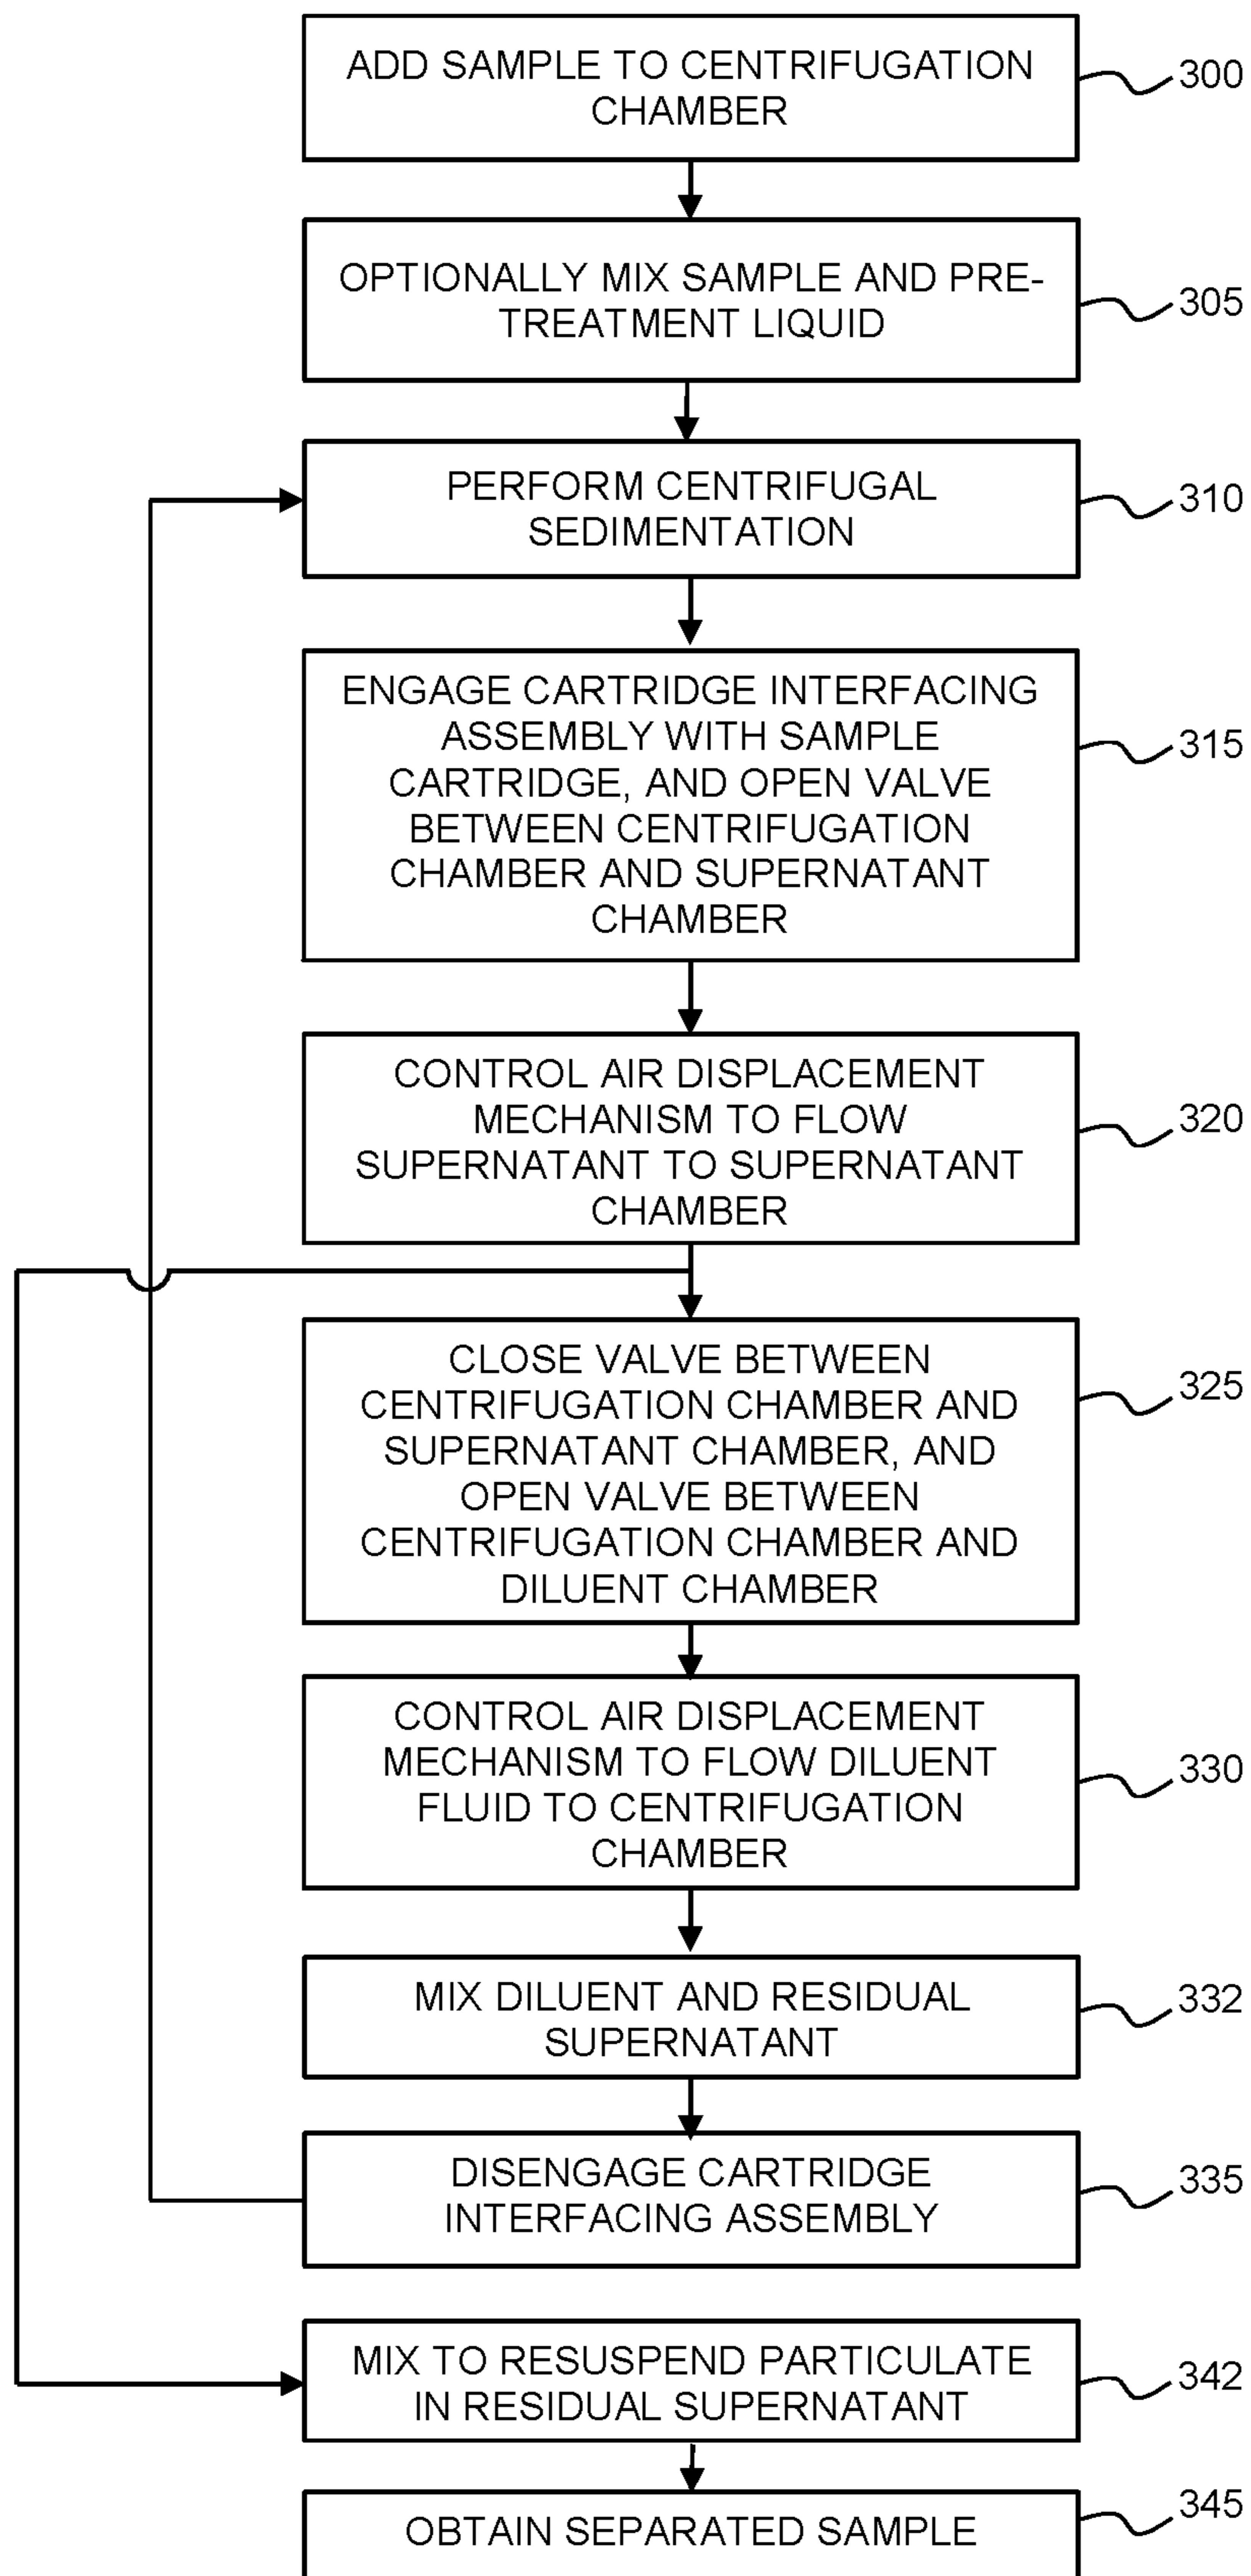 ADD SAMPLE TO CENTRIFUGATION
CHAMBER
300
OPTIONALLY MIX SAMPLE AND PRE-
TREATMENT LIQUID
305
PERFORM CENTRIFUGAL
SEDIMENTATION
310
ENGAGE CARTRIDGE INTERFACING
ASSEMBLY WITH SAMPLE
CARTRIDGE, AND OPEN VALVE
BETWEEN CENTRIFUGATION
CHAMBER AND SUPERNATANT
CHAMBER
315
CONTROL AIR DISPLACEMENT
MECHANISM TO FLOW
SUPERNATANT TO SUPERNATANT
CHAMBER
320
CLOSE VALVE BETWEEN
CENTRIFUGATION CHAMBER AND
SUPERNATANT CHAMBER, AND
OPEN VALVE BETWEEN
CENTRIFUGATION CHAMBER AND
DILUENT CHAMBER
325
CONTROL AIR DISPLACEMENT
MECHANISM TO FLOW DILUENT
FLUID TO CENTRIFUGATION
CHAMBER
330
MIX DILUENT AND RESIDUAL
SUPERNATANT
332
DISENGAGE CARTRIDGE
INTERFACING ASSEMBLY
335
MIX TO RESUSPEND PARTICULATE
IN RESIDUAL SUPERNATANT
342
OBTAIN SEPARATED SAMPLE
345